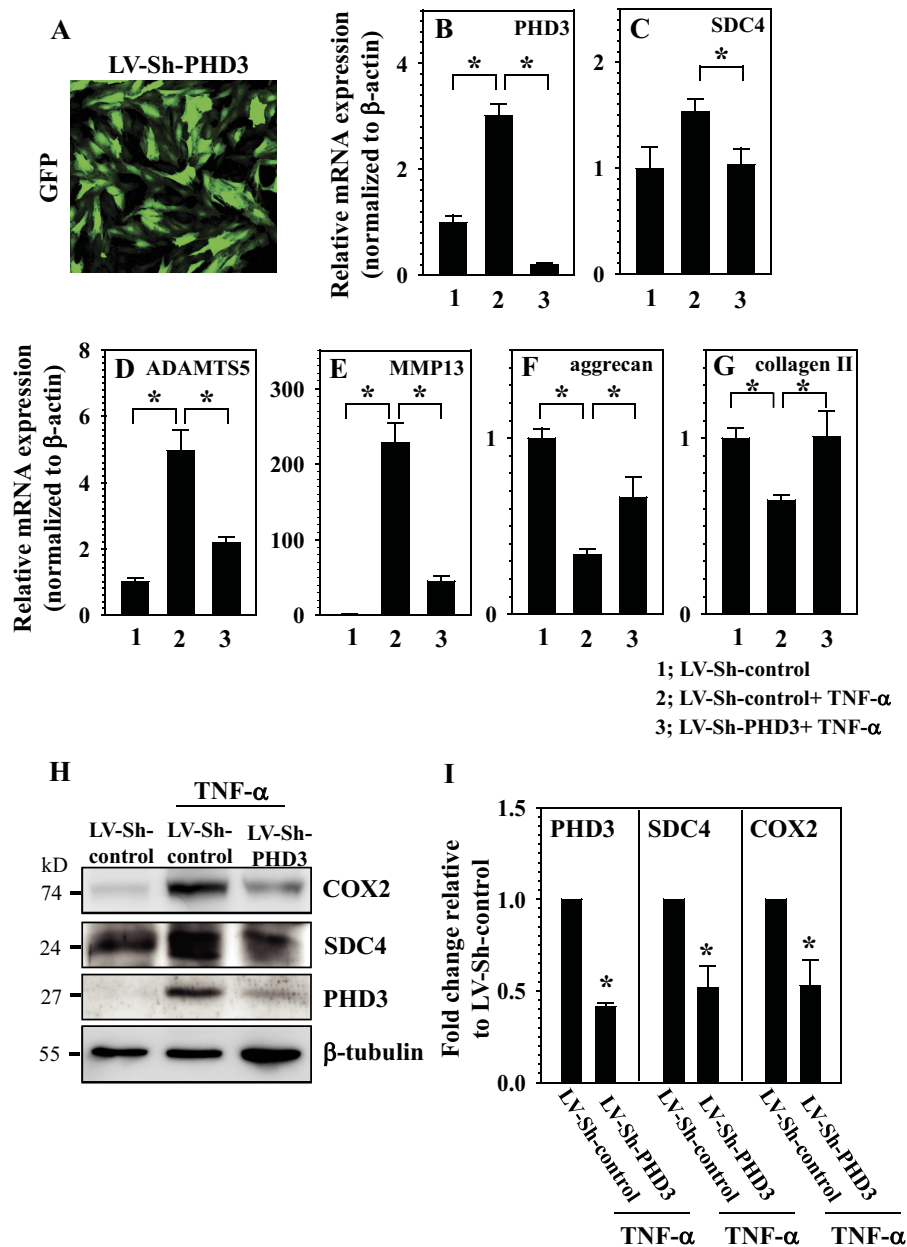 A
LV-Sh-PHD3
GFP
Relative mRNA expression
(normalized to β-actin)
B
PHD3
*
*
4
2
0
1 2 3
C
SDC4
*
2
1
0
1 2 3
Relative mRNA expression
(normalized to β-actin)
D
ADAMTS5
*
*
8
6
4
2
0
1 2 3
E
MMP13
*
*
300
200
100
0
1 2 3
F
aggrecan
*
*
1
0
1 2 3
G
collagen II
*
*
1
0
1 2 3
1; LV-Sh-control
2; LV-Sh-control+ TNF-α
3; LV-Sh-PHD3+ TNF-α
H
TNF-α
LV-Sh-
control
LV-Sh-
control
LV-Sh-
PHD3
kD
74
COX2
24
SDC4
27
PHD3
55
β-tubulin
I
Fold change relative
to LV-Sh-control
1.5
1.0
0.5
0.0
PHD3
SDC4
COX2
*
*
*
LV-Sh-control
LV-Sh-PHD3
LV-Sh-control
LV-Sh-PHD3
LV-Sh-control
LV-Sh-PHD3
TNF-α
TNF-α
TNF-α